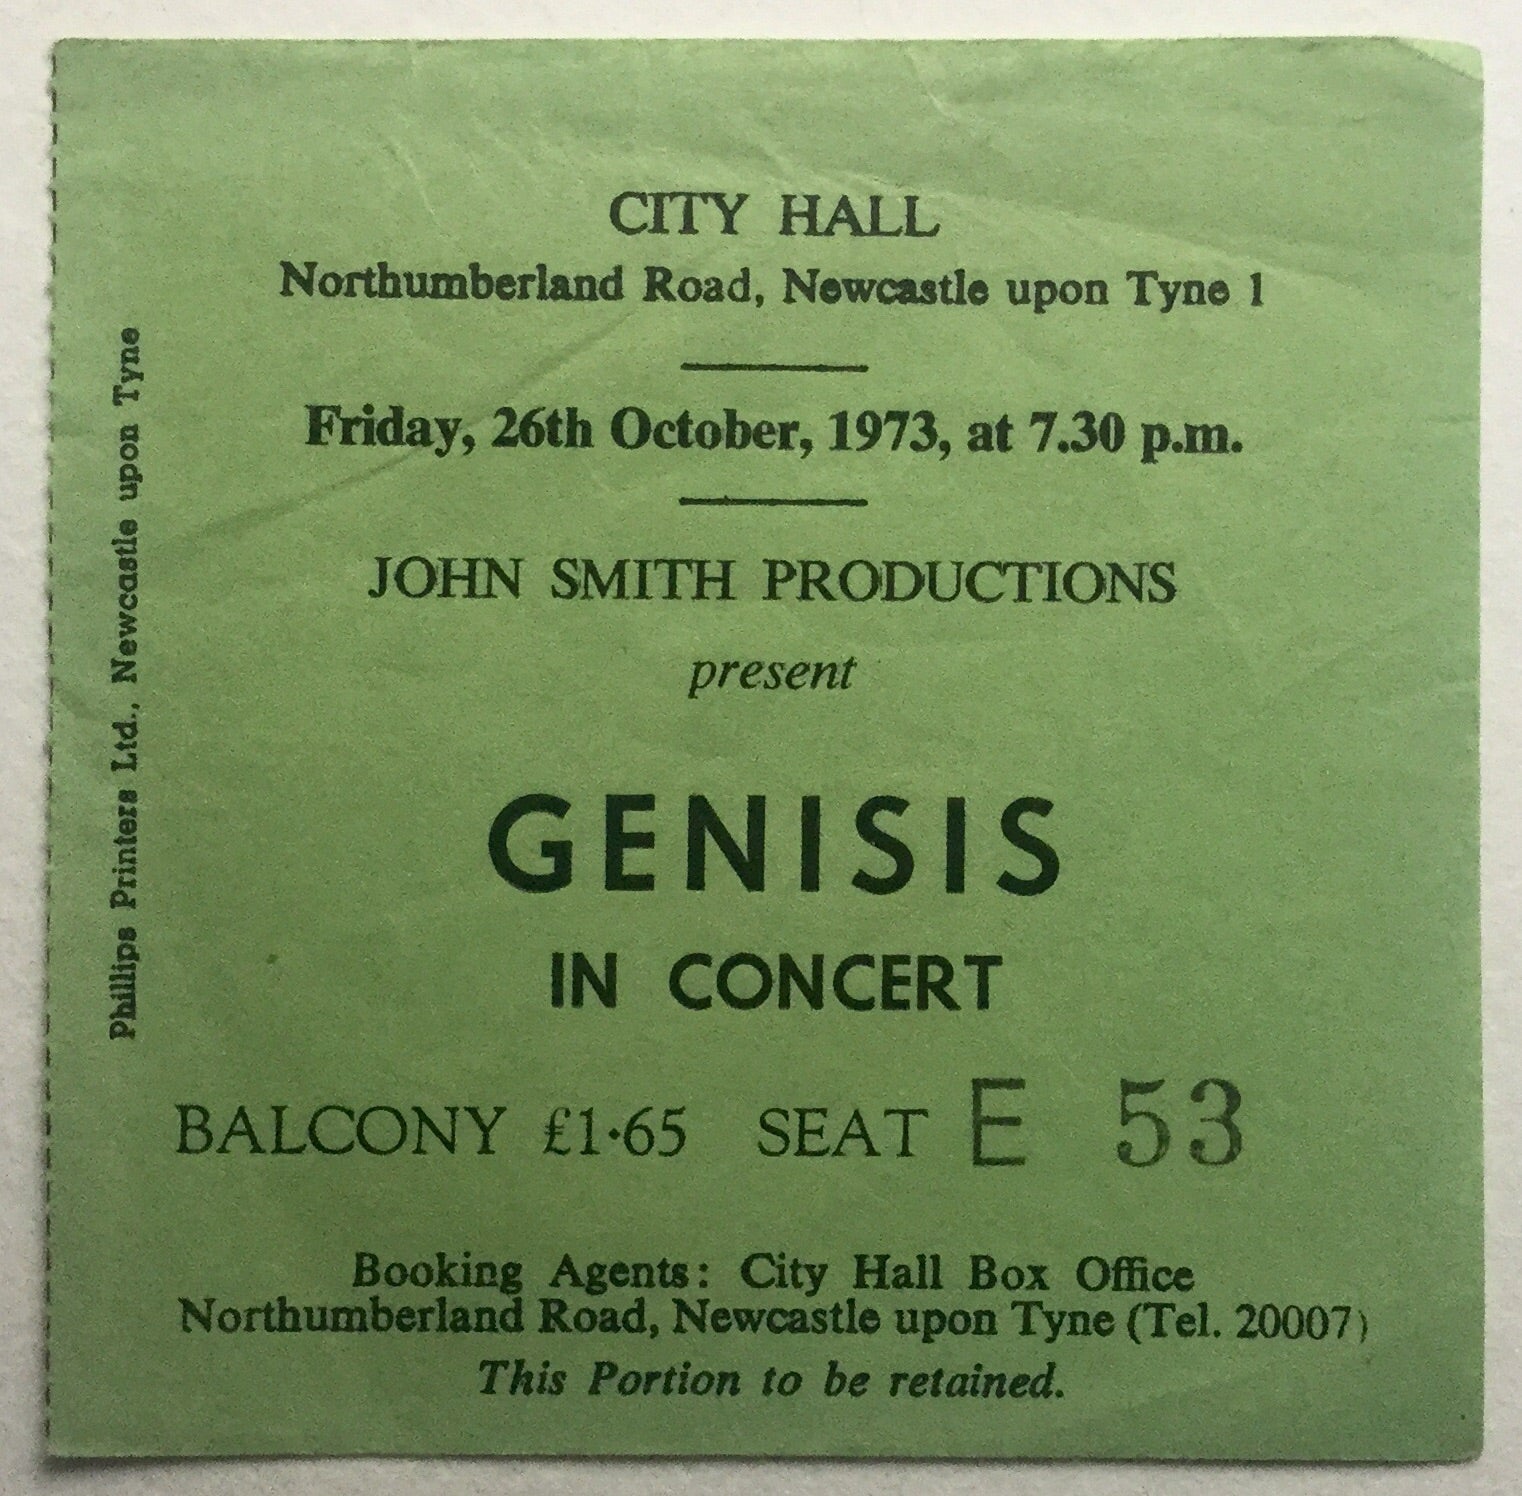 CITY HALL
Northumberland Road, Newcastle upon Tyne 1
Friday, 26th October, 1973, at 7.30 p.m.
JOHN SMITH PRODUCTIONS
present
GENISIS
IN CONCERT
BALCONY £1·65 SEAT E 53
Booking Agents: City Hall Box Office
Northumberland Road, Newcastle upon Tyne (Tel. 20007)
This Portion to be retained.
Phillips Printers Ltd., Newcastle upon Tyne